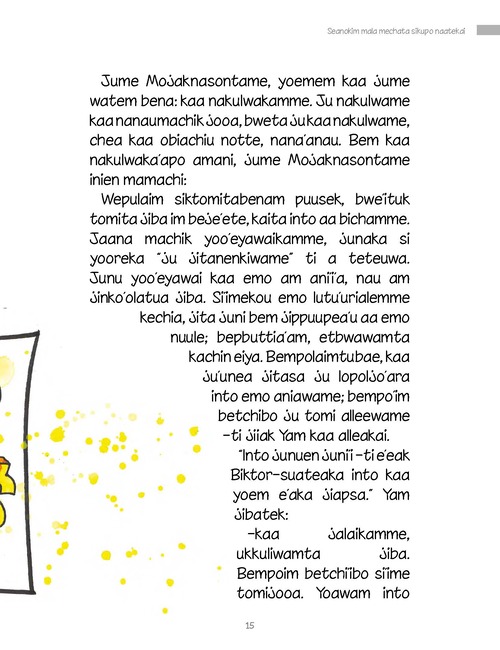 Seanokim mala mechata sikupo naatekai
Jume Mojaknasontame, yoemem kaa jume
watem bena: kaa nakulwakamme. Ju nakulwame
kaa nanaumachik jooa, bweta ju kaa nakulwame,
chea kaa obiachiu notte, nana'anau. Bem kaa
nakulwaka'apo amani, jume Mojaknasontame
inien mamachi:
Wepulaim siktomitabenam puusek, bwe'ituk
tomita jiba im beje'ete, kaita into aa bichamme.
Jaana machik yoo'eyawaikamme, junaka si
yooreka "ju jitanenkiwame" ti a teteuwa.
Junu yoo'eyawai kaa emo am anii'a, nau am
jinko'olatua jiba. Si'imekou emo lutu'urialemme
kechia, jita juni bem jippuupea'u aa emo
nuule; bepbuttia'am, etbwawamta
kachin eiya. Bempolaimtubae, kaa
ju'unea jitasa ju lopoljo'ara
into emo aniawame; bempo'im
betchibo ju tomi alleewame
-ti jiiak Yam kaa alleakai.
"Into junuen junii -ti e'eak
Biktor-suateaka into kaa
yoem e'aka jiapsa." Yam
jibatek:
-kaa jalaikamme,
ukkuliwamta jiba.
Bempoim betchi'ibo si'ime
tomijooa. Yoawam into
15